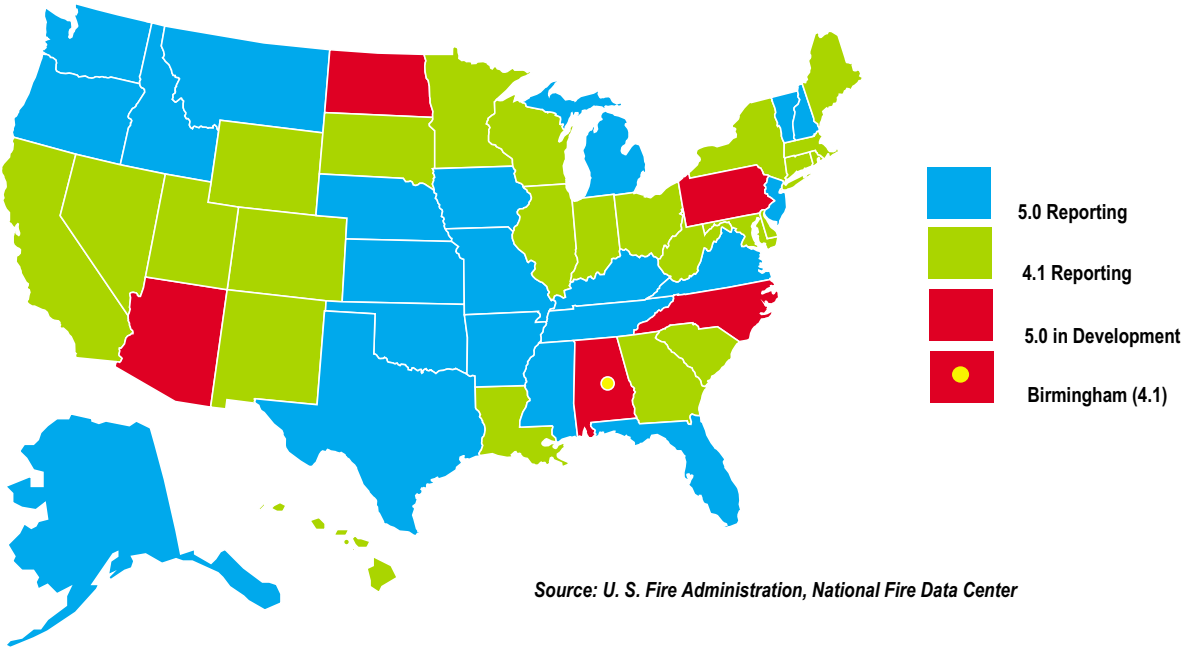 5.0 Reporting
4.1 Reporting
5.0 in Development
Birmingham (4.1)
Source: U. S. Fire Administration, National Fire Data Center